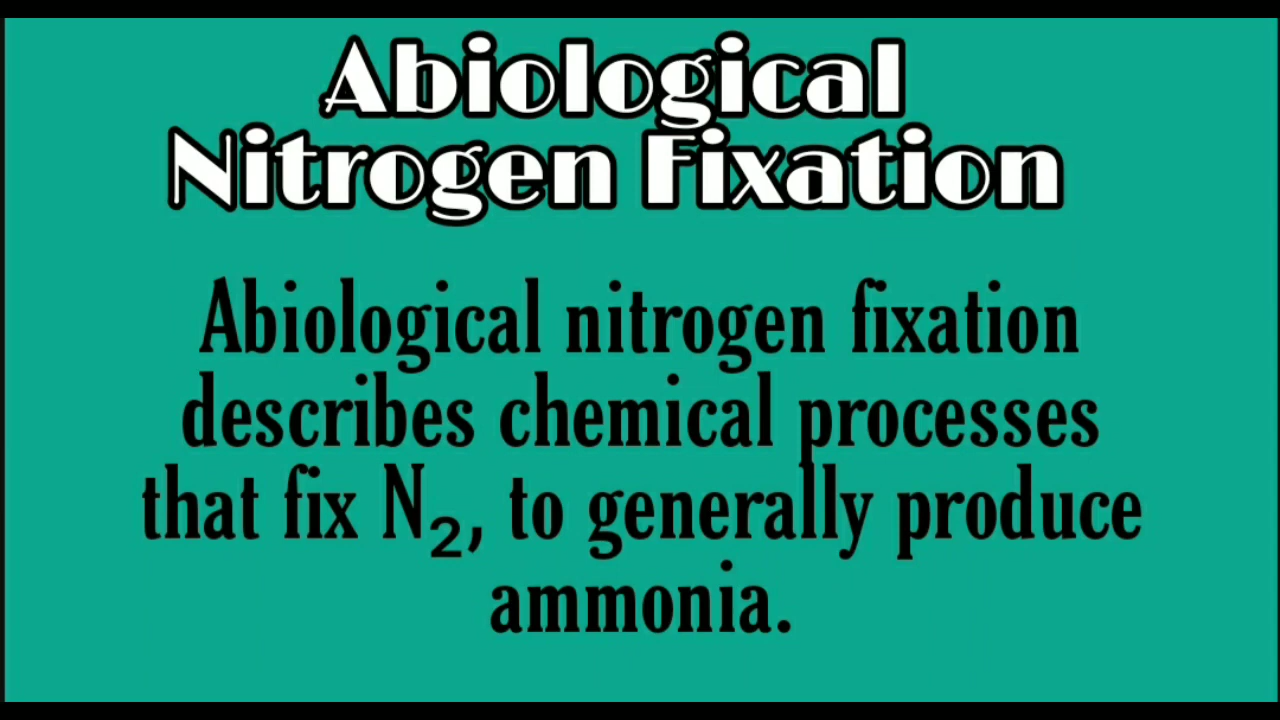 Abiological
Nitrogen Fixation
Abiological nitrogen fixation
describes chemical processes
that fix N₂, to generally produce
ammonia.